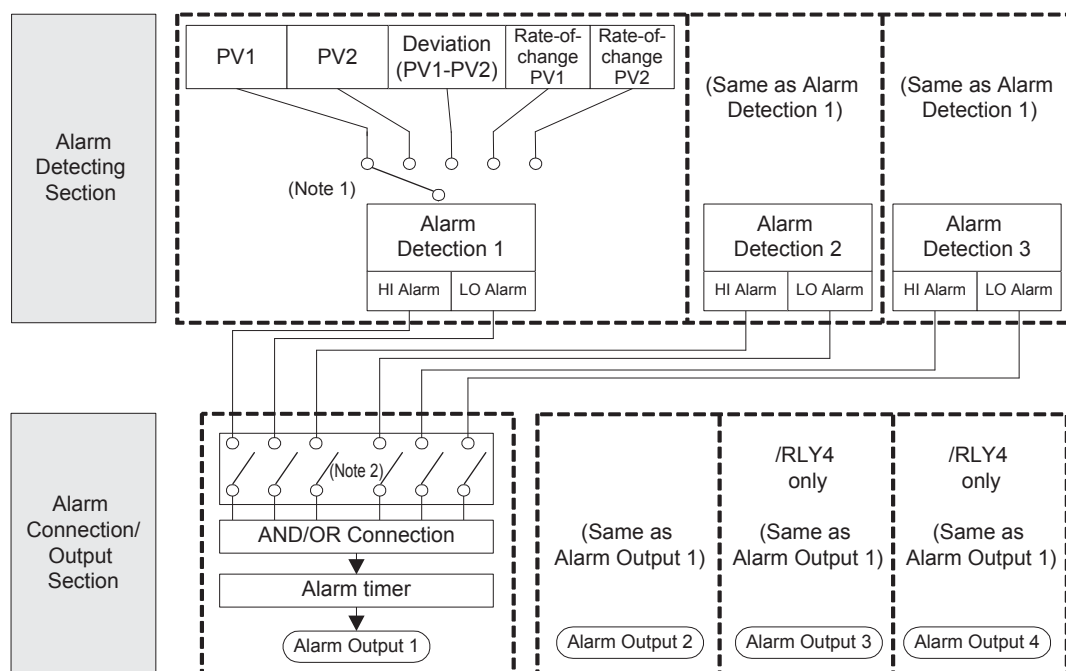 Alarm
Detecting
Section
PV1
PV2
Deviation
(PV1-PV2)
Rate-of-
change
PV1
Rate-of-
change
PV2
(Note 1)
Alarm
Detection 1
HI Alarm
LO Alarm
(Same as Alarm
Detection 1)
Alarm
Detection 2
HI Alarm
LO Alarm
(Same as Alarm
Detection 1)
Alarm
Detection 3
HI Alarm
LO Alarm
Alarm
Connection/
Output
Section
(Note 2)
AND/OR Connection
Alarm timer
Alarm Output 1
(Same as
Alarm Output 1)
Alarm Output 2
/RLY4
only
(Same as
Alarm Output 1)
Alarm Output 3
/RLY4
only
(Same as
Alarm Output 1)
Alarm Output 4